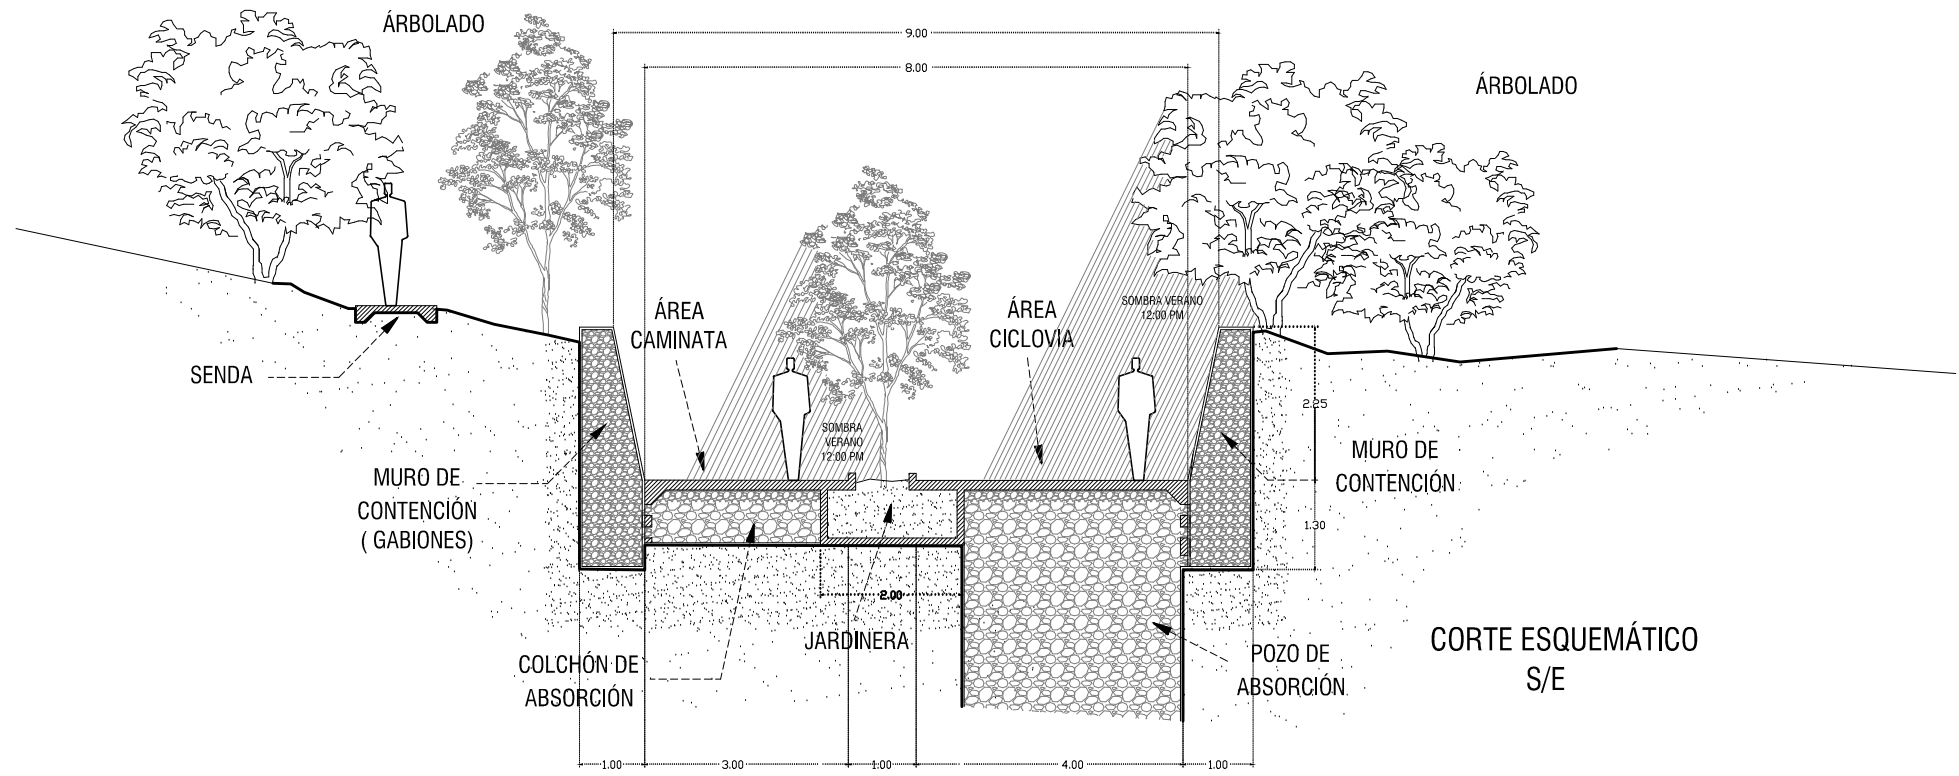 ÁRBOLADO
9.00
8.00
ÁRBOLADO
ÁREA
CAMINATA
ÁREA
CICLOVIA
SOMBRA VERANO
12:00 PM
SENDA
2.25
SOMBRA
VERANO
12:00 PM
MURO DE
CONTENCIÓN
( GABIONES)
MURO DE
CONTENCIÓN
1.30
2.00
JARDINERA
COLCHÓN DE
ABSORCIÓN
POZO DE
ABSORCIÓN
CORTE ESQUEMÁTICO
S/E
1.00
3.00
1.00
4.00
1.00